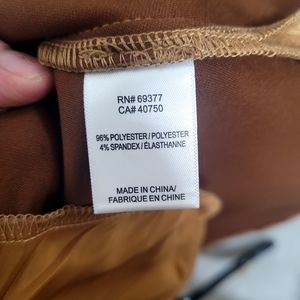 RN# 69377
CA# 40750
96% POLYESTER / POLYESTER
4% SPANDEX / ÉLASTHANNE
MADE IN CHINA/
FABRIQUE EN CHINE